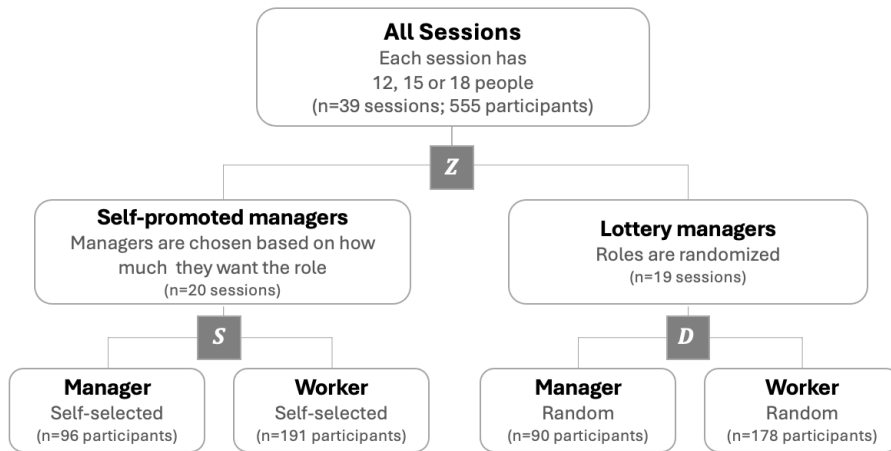 All Sessions
Each session has
12, 15 or 18 people
(n=39 sessions; 555 participants)
Z
Self-promoted managers
Managers are chosen based on how
much they want the role
(n=20 sessions)
Lottery managers
Roles are randomized
(n=19 sessions)
S
D
Manager
Self-selected
(n=96 participants)
Worker
Self-selected
(n=191 participants)
Manager
Random
(n=90 participants)
Worker
Random
(n=178 participants)